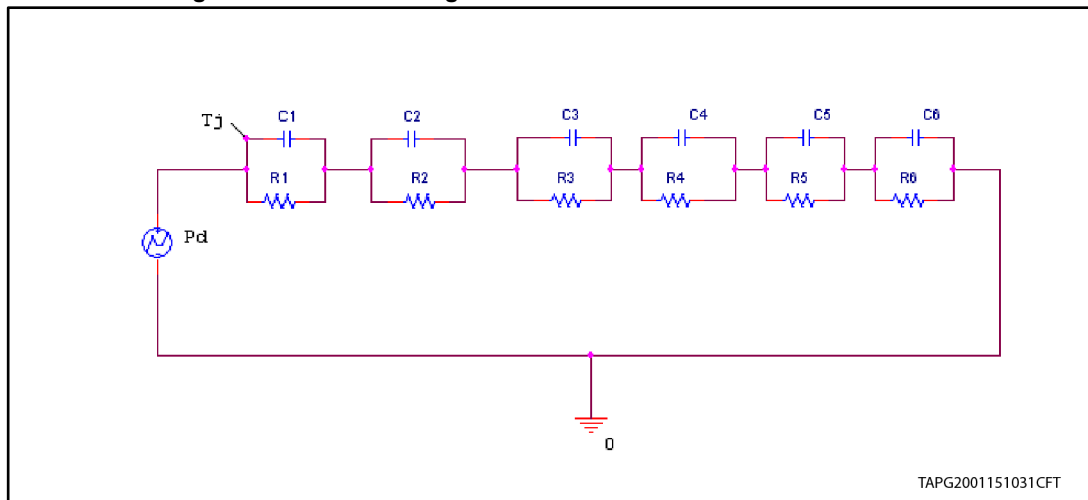 Tj
C1
C2
C3
C4
C5
C6
R1
R2
R3
R4
R5
R6
Pd
0
TAPG2001151031CFT